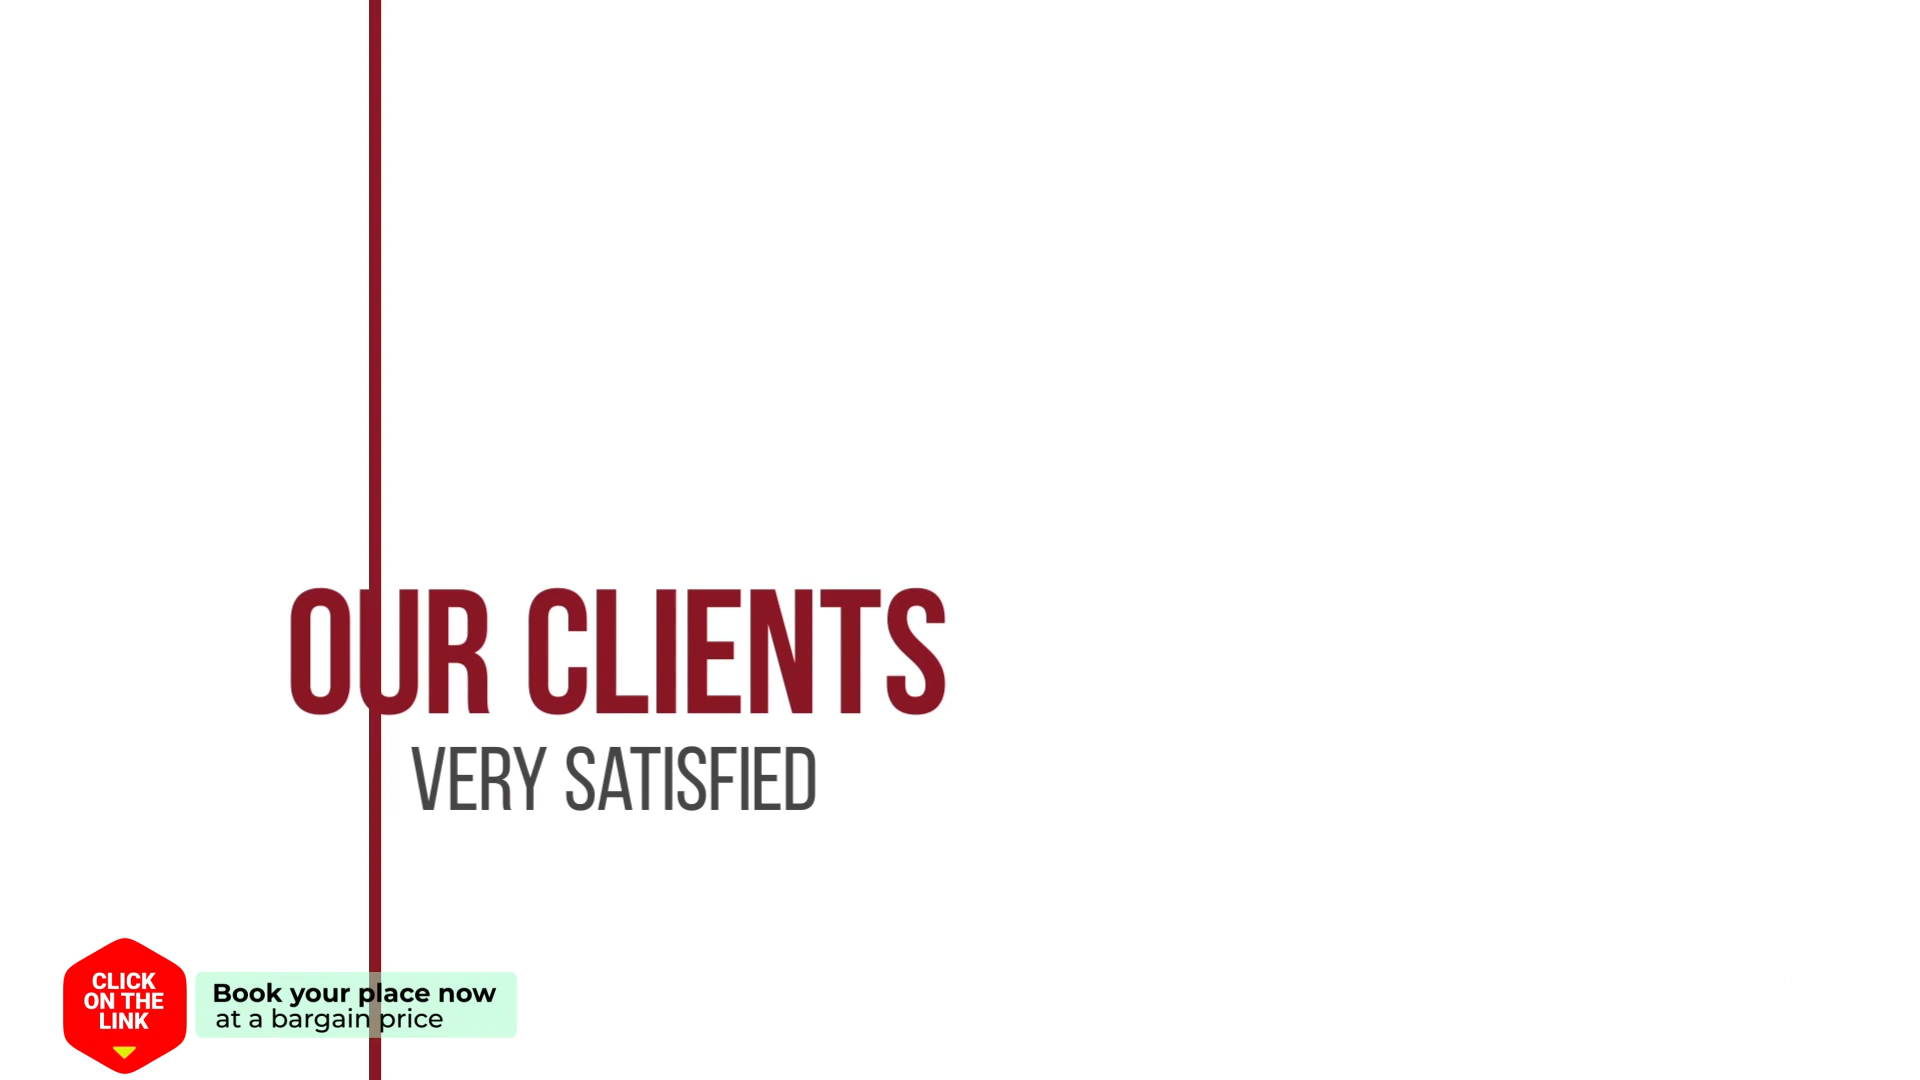 OUR CLIENTS
VERY SATISFIED
CLICK
ON THE
LINK
Book your place now
at a bargain price